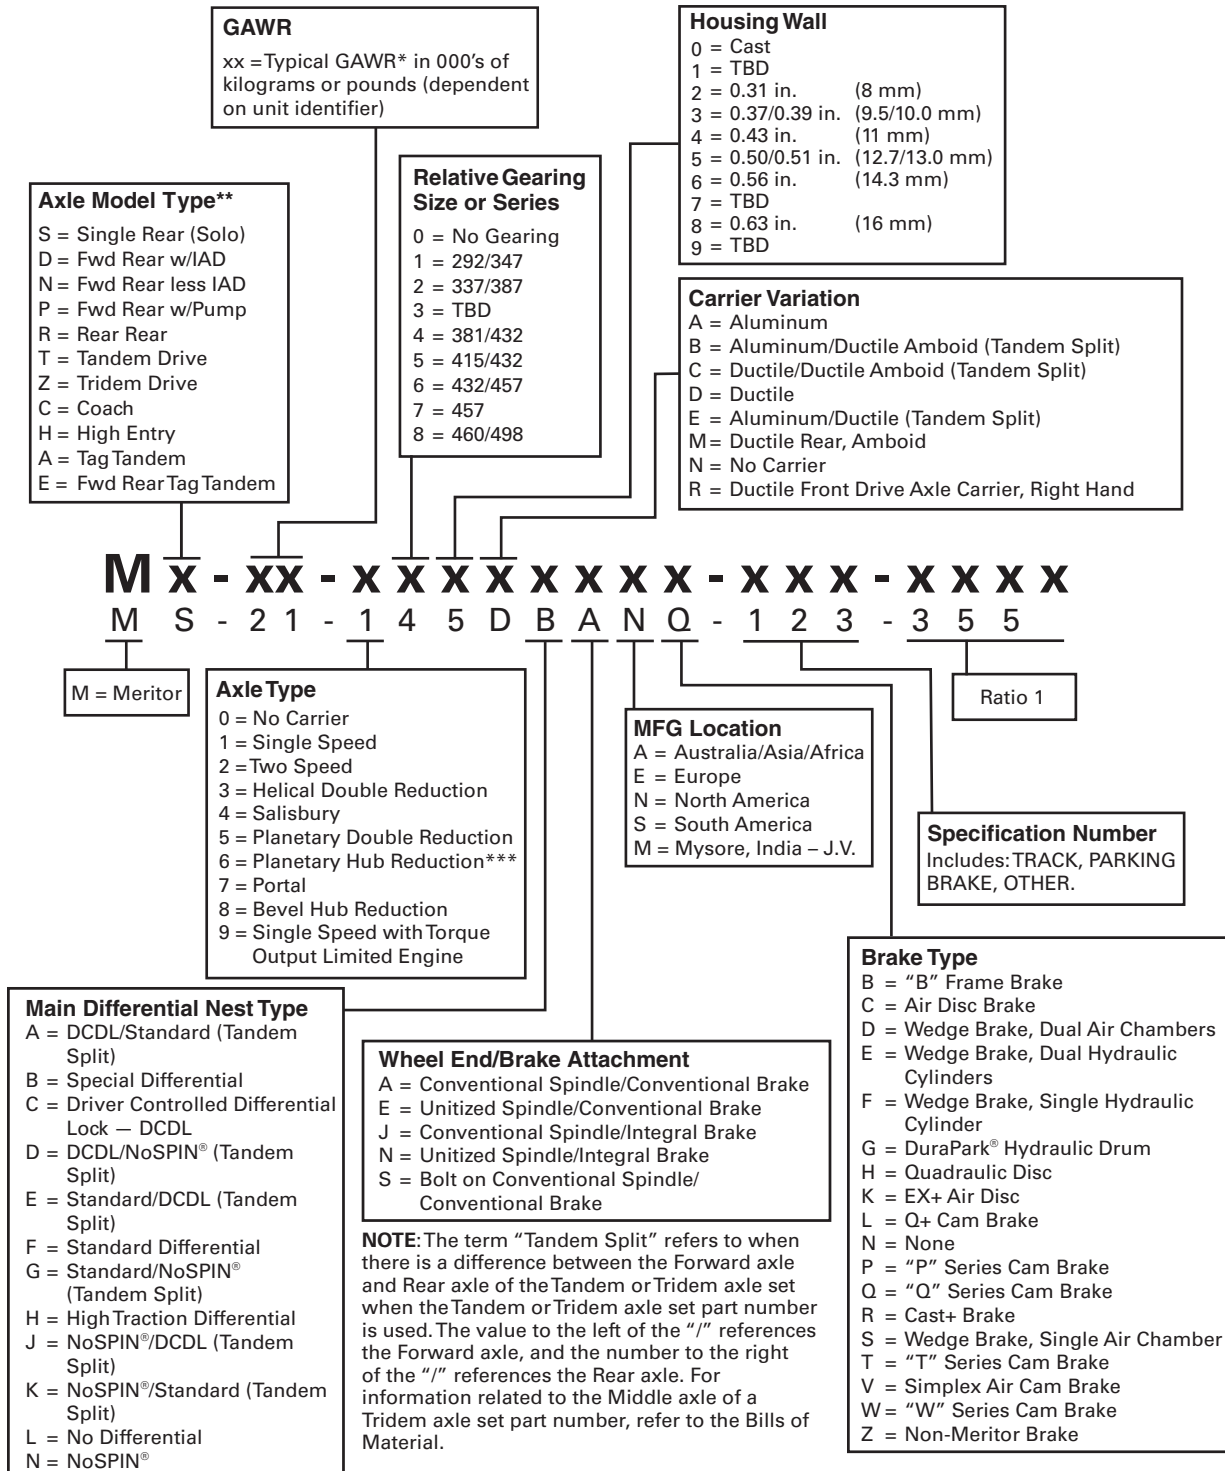 GAWR
xx = Typical GAWR* in 000's of
kilograms or pounds (dependent
on unit identifier)
Housing Wall
0 = Cast
1 = TBD
2 = 0.31 in. (8 mm)
3 = 0.37/0.39 in. (9.5/10.0 mm)
4 = 0.43 in. (11 mm)
5 = 0.50/0.51 in. (12.7/13.0 mm)
6 = 0.56 in. (14.3 mm)
7 = TBD
8 = 0.63 in. (16 mm)
9 = TBD
Axle Model Type**
S = Single Rear (Solo)
D = Fwd Rear w/IAD
N = Fwd Rear less IAD
P = Fwd Rear w/Pump
R = Rear Rear
T = Tandem Drive
Z = Tridem Drive
C = Coach
H = High Entry
A = Tag Tandem
E = Fwd Rear Tag Tandem
Relative Gearing
Size or Series
0 = No Gearing
1 = 292/347
2 = 337/387
3 = TBD
4 = 381/432
5 = 415/432
6 = 432/457
7 = 457
8 = 460/498
Carrier Variation
A = Aluminum
B = Aluminum/Ductile Amboid (Tandem Split)
C = Ductile/Ductile Amboid (Tandem Split)
D = Ductile
E = Aluminum/Ductile (Tandem Split)
M = Ductile Rear, Amboid
N = No Carrier
R = Ductile Front Drive Axle Carrier, Right Hand
M x - xx - x x x x x x x x - x x x - x x x x
M S - 2 1 - 1 4 5 D B A N Q - 1 2 3 - 3 5 5
M = Meritor
Axle Type
0 = No Carrier
1 = Single Speed
2 = Two Speed
3 = Helical Double Reduction
4 = Salisbury
5 = Planetary Double Reduction
6 = Planetary Hub Reduction***
7 = Portal
8 = Bevel Hub Reduction
9 = Single Speed with Torque
Output Limited Engine
MFG Location
A = Australia/Asia/Africa
E = Europe
N = North America
S = South America
M = Mysore, India – J.V.
Ratio 1
Specification Number
Includes: TRACK, PARKING
BRAKE, OTHER.
Main Differential Nest Type
A = DCDL/Standard (Tandem
Split)
B = Special Differential
C = Driver Controlled Differential
Lock — DCDL
D = DCDL/NoSPIN® (Tandem
Split)
E = Standard/DCDL (Tandem
Split)
F = Standard Differential
G = Standard/NoSPIN®
(Tandem Split)
H = High Traction Differential
J = NoSPIN®/DCDL (Tandem
Split)
K = NoSPIN®/Standard (Tandem
Split)
L = No Differential
N = NoSPIN®
Wheel End/Brake Attachment
A = Conventional Spindle/Conventional Brake
E = Unitized Spindle/Conventional Brake
J = Conventional Spindle/Integral Brake
N = Unitized Spindle/Integral Brake
S = Bolt on Conventional Spindle/
Conventional Brake
NOTE: The term “Tandem Split” refers to when
there is a difference between the Forward axle
and Rear axle of the Tandem or Tridem axle set
when the Tandem or Tridem axle set part number
is used. The value to the left of the “/” references
the Forward axle, and the number to the right
of the “/” references the Rear axle. For
information related to the Middle axle of a
Tridem axle set part number, refer to the Bills of
Material.
Brake Type
B = “B” Frame Brake
C = Air Disc Brake
D = Wedge Brake, Dual Air Chambers
E = Wedge Brake, Dual Hydraulic
Cylinders
F = Wedge Brake, Single Hydraulic
Cylinder
G = DuraPark® Hydraulic Drum
H = Quadraulic Disc
K = EX+ Air Disc
L = Q+ Cam Brake
N = None
P = “P” Series Cam Brake
Q = “Q” Series Cam Brake
R = Cast+ Brake
S = Wedge Brake, Single Air Chamber
T = “T” Series Cam Brake
V = Simplex Air Cam Brake
W = “W” Series Cam Brake
Z = Non-Meritor Brake